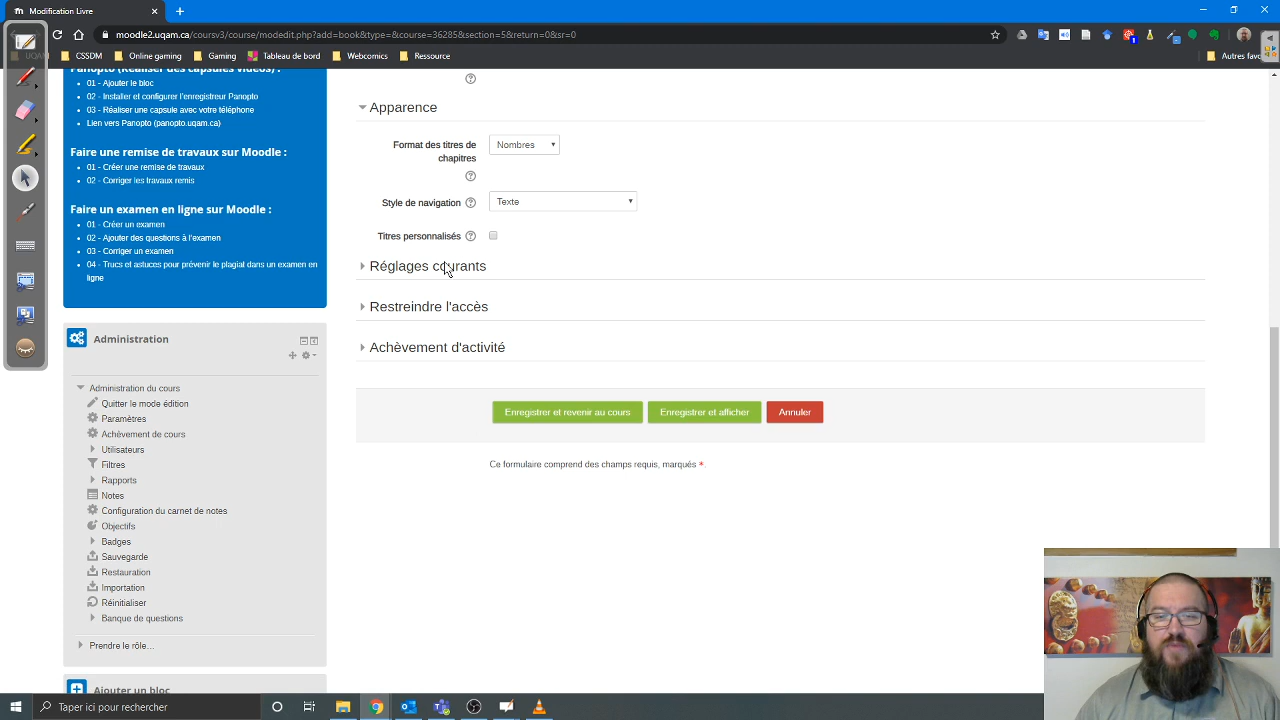 Modification
moodle2.uqam.ca/coursv3/modedit.php?add=book&type=&course=36285&section=5&return=0&sr=0
UQAM
CSSDM
Online gaming
Gaming
Tableau de bord
Webcomics
Ressource
Autres favo
Panopto (Réaliser des capsules vidéos) :
01 - Ajouter le bloc
02 - Installer et configurer l'enregistreur Panopto
03 - Réaliser une capsule avec votre téléphone
Lien vers Panopto (panopto.uqam.ca)
Faire une remise de travaux sur Moodle :
01 - Créer une remise de travaux
02 - Corriger les travaux remis
Faire un examen en ligne sur Moodle :
01 - Créer un examen
02 - Ajouter des questions à l'examen
03 - Corriger un examen
04 - Trucs et astuces pour prévenir le plagiat dans un examen en
ligne
Administration
Administration du cours
Quitter le mode édition
Paramètres
Achèvement de cours
Utilisateurs
Filtres
Rapports
Notes
Configuration du carnet de notes
Objectifs
Badges
Sauvegarde
Restauration
Importation
Réinitialiser
Banque de questions
Prendre le rôle...
Ajouter un bloc
Apparence
Format des titres de
chapitres
Nombres
Style de navigation
Texte
Titres personnalisés
Réglages courants
Restreindre l'accès
Achèvement d'activité
Enregistrer et revenir au cours
Enregistrer et afficher
Annuler
Ce formulaire comprend des champs requis, marqués *.
Taper ici pour rechercher